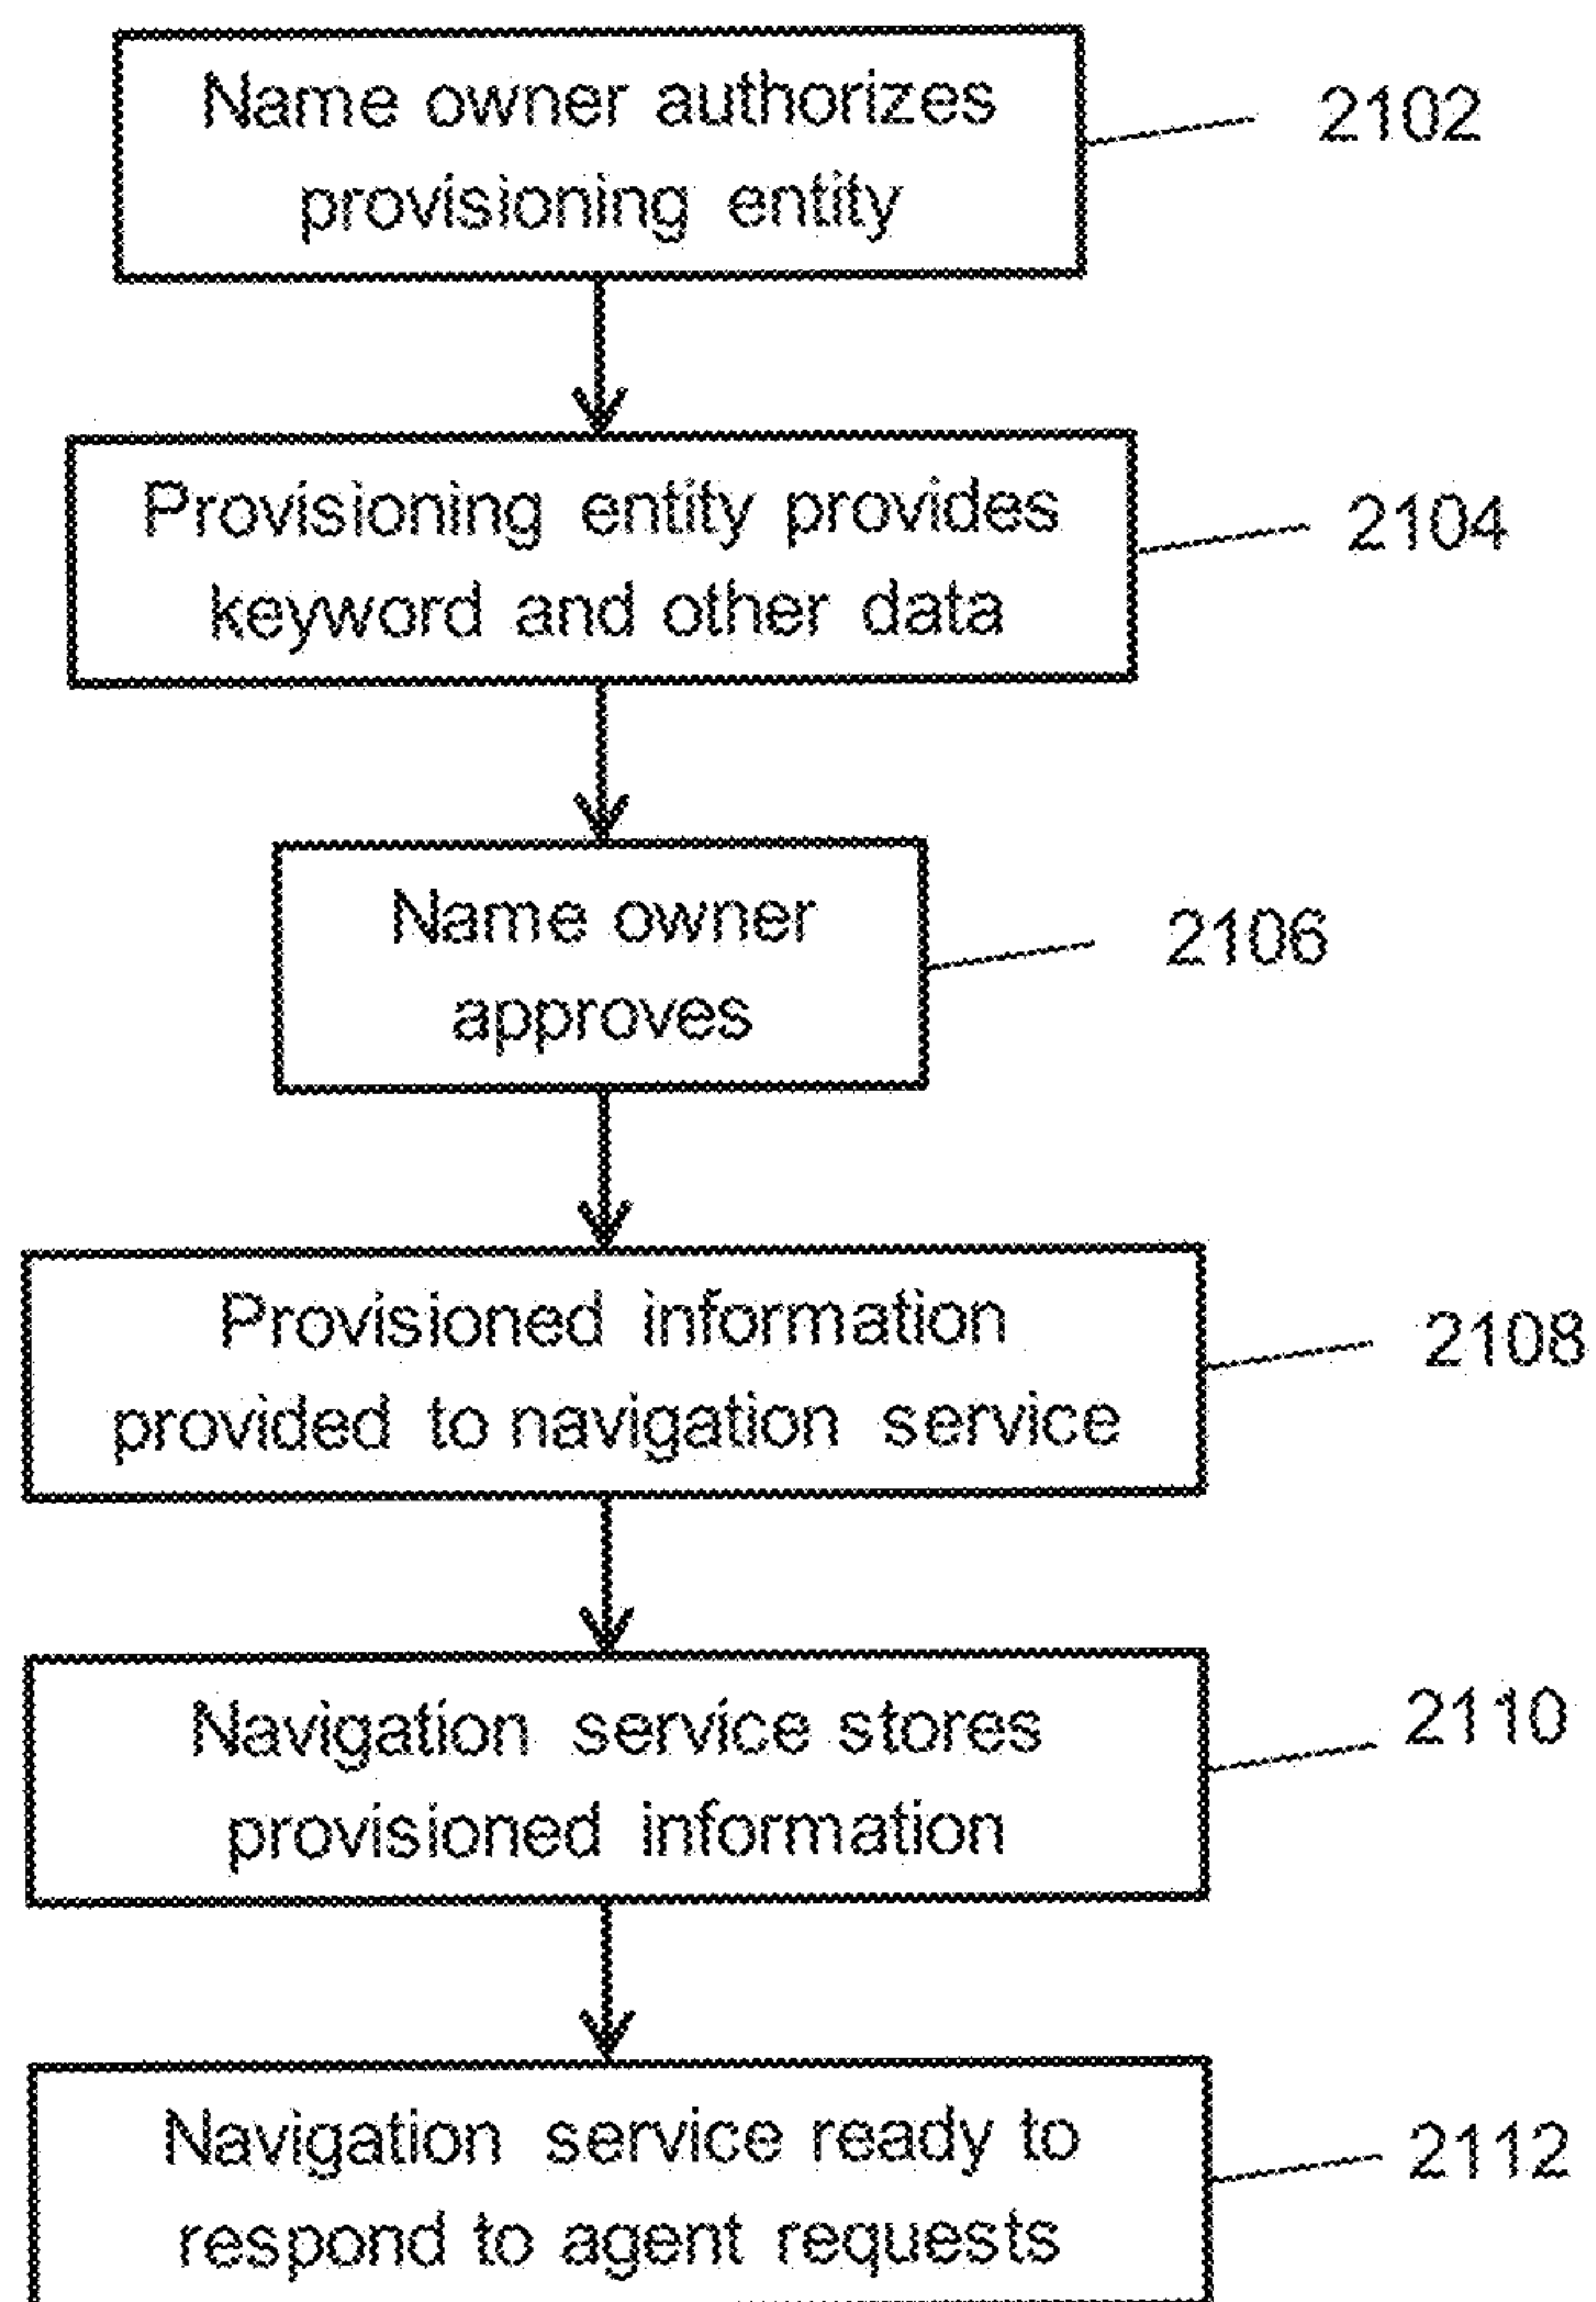 Name owner authorizes
provisioning entity
2102
Provisioning entity provides
keyword and other data
2104
Name owner
approves
2106
Provisioned information
provided to navigation service
2108
Navigation service stores
provisioned information
2110
Navigation service ready to
respond to agent requests
2112